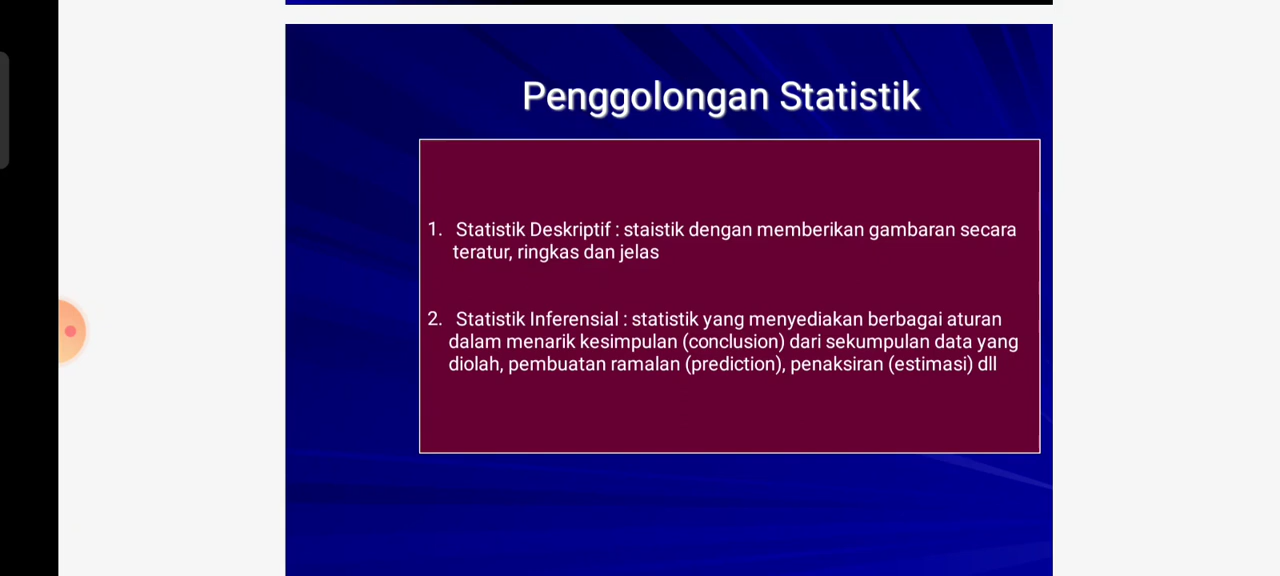 Penggolongan Statistik
1. Statistik Deskriptif : staistik dengan memberikan gambaran secara
teratur, ringkas dan jelas
2. Statistik Inferensial : statistik yang menyediakan berbagai aturan
dalam menarik kesimpulan (conclusion) dari sekumpulan data yang
diolah, pembuatan ramalan (prediction), penaksiran (estimasi) dll